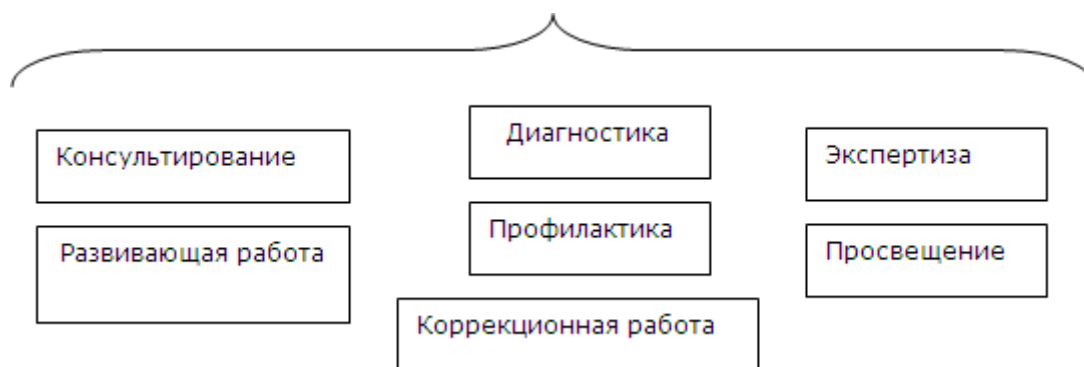 Консультирование
Диагностика
Экспертиза
Развивающая работа
Профилактика
Просвещение
Коррекционная работа